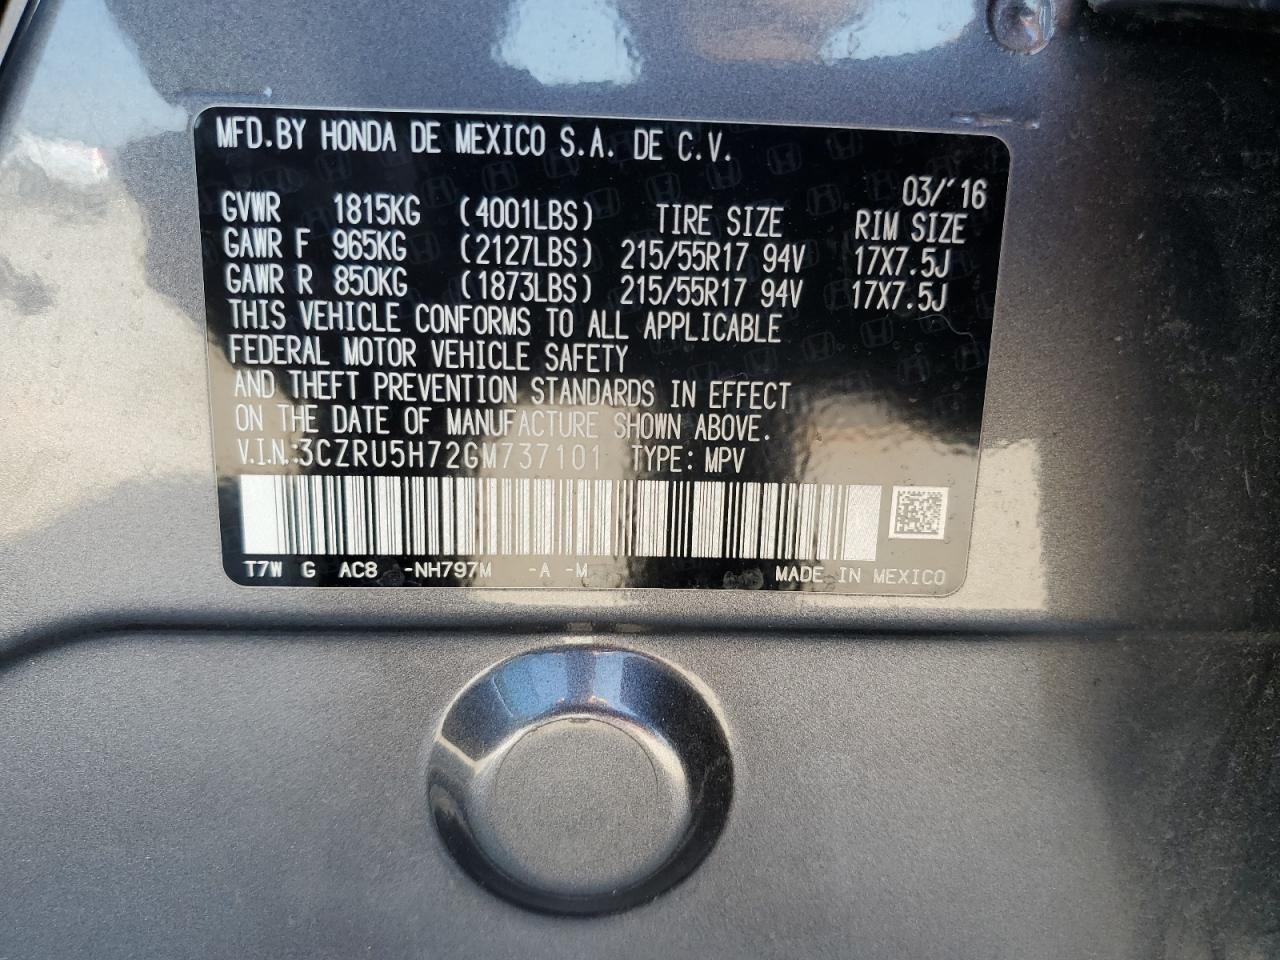 MFD.BY HONDA DE MEXICO S.A. DE C.V.
03/'16
GVWR 1815KG (4001LBS) TIRE SIZE RIM SIZE
GAWR F 965KG (2127LBS) 215/55R17 94V 17X7.5J
GAWR R 850KG (1873LBS) 215/55R17 94V 17X7.5J
THIS VEHICLE CONFORMS TO ALL APPLICABLE
FEDERAL MOTOR VEHICLE SAFETY
AND THEFT PREVENTION STANDARDS IN EFFECT
ON THE DATE OF MANUFACTURE SHOWN ABOVE.
V.I.N.:3CZRU5H72GM737101 TYPE: MPV
T7W G AC8 -NH797M -A -M MADE IN MEXICO